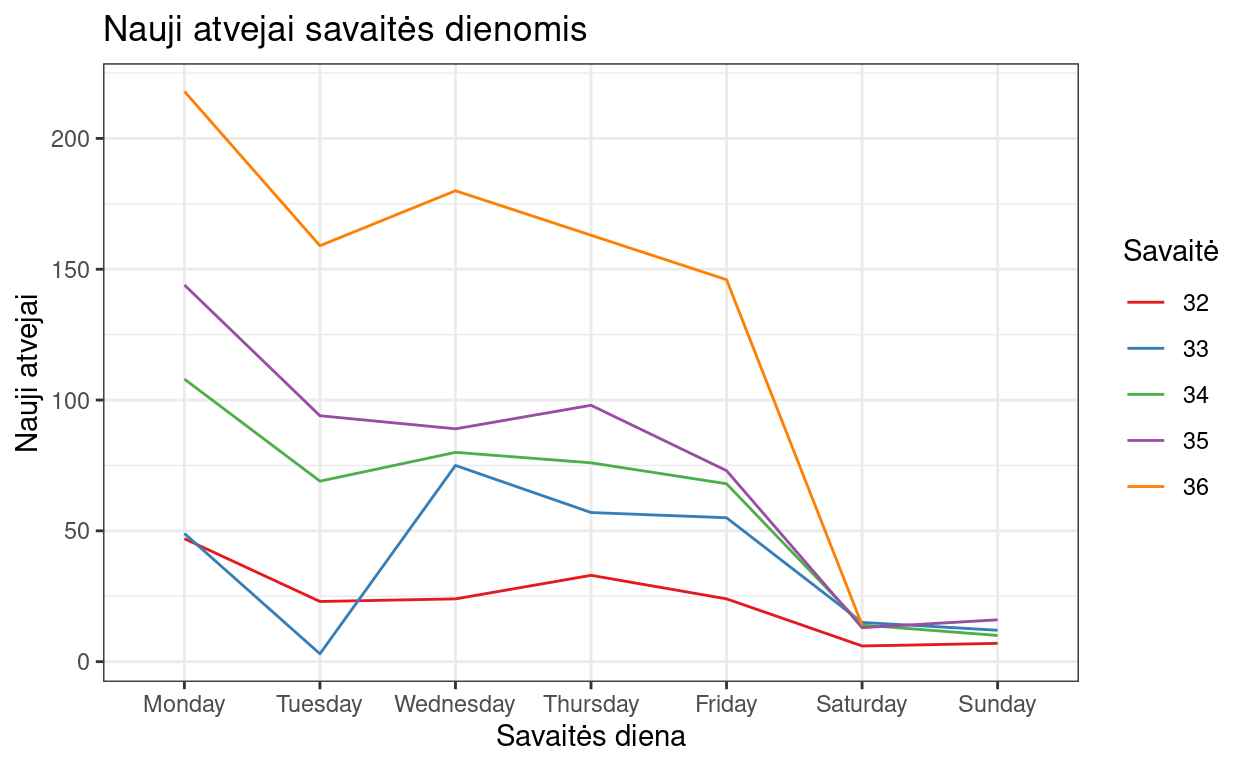 Nauji atvejai savaitės dienomis
Nauji atvejai
200
150
100
50
0
Monday Tuesday Wednesday Thursday Friday Saturday Sunday
Savaitės diena
Savaitė
32
33
34
35
36